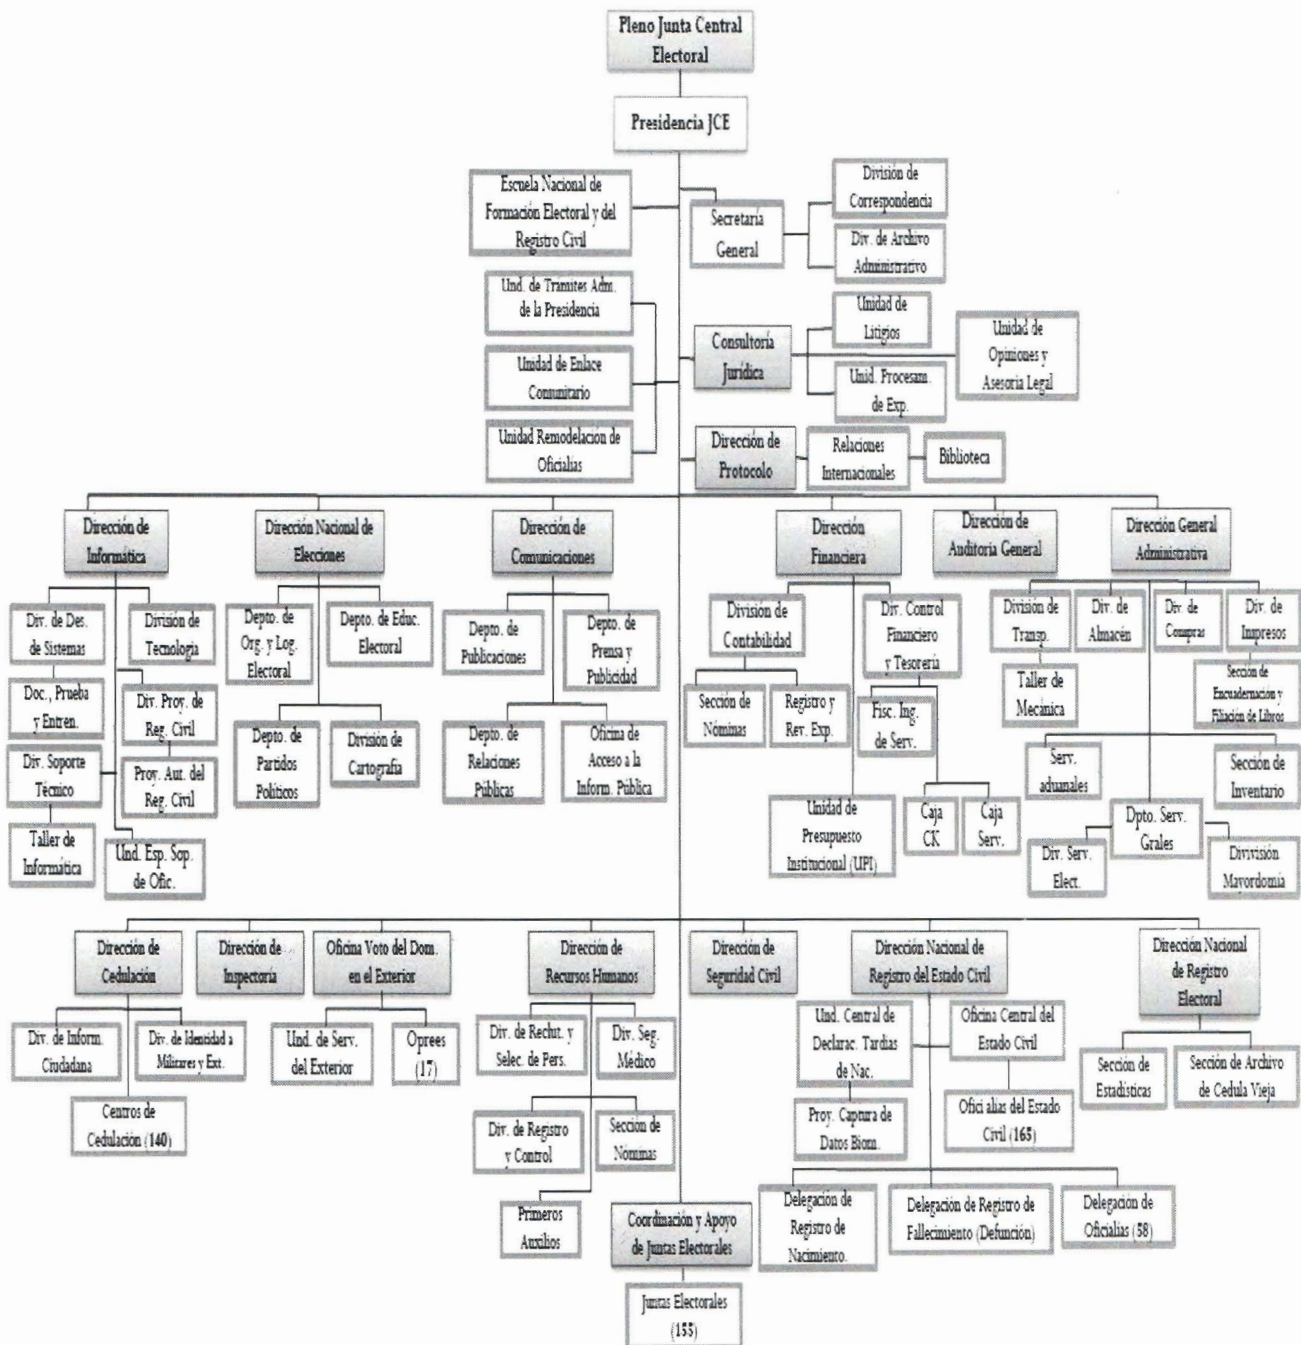 Pleno Junta Central
Electoral
Presidencia JCE
Escuela Nacional de
Formación Electoral y del
Registro Civil
Secretaría
General
División de
Correspondencia
Div. de Archivo
Administrativo
Und. de Trámites Adm.
de la Presidencia
Unidad de Enlace
Comunitario
Unidad Remodelación de
Oficialias
Consultoría
Jurídica
Unidad de
Litigios
Unid. Procesam.
de Exp.
Unidad de
Opiniones y
Asesoria Legal
Dirección de
Protocolo
Relaciones
Internacionales
Biblioteca
Dirección de
Informática
Dirección Nacional de
Elecciones
Dirección de
Comunicaciones
Dirección
Financiera
Dirección de
Auditoria General
Dirección General
Administrativa
Div. de Des.
de Sistemas
División de
Tecnología
Doc., Prueba
y Entren.
Div. Proy. de
Reg. Civil
Div. Soporte
Técnico
Proy. Aut. del
Reg. Civil
Taller de
Informática
Und. Esp. Sop.
de Ofic.
Depto. de
Org. y Log.
Electoral
Depto. de Educ.
Electoral
Depto. de
Partidos
Políticos
División de
Cartografía
Depto. de
Publicaciones
Depto. de
Prensa y
Publicidad
Depto. de
Relaciones
Públicas
Oficina de
Acceso a la
Inform. Pública
División de
Contabilidad
Div. Control
Financiero
y Tesorería
Sección de
Nóminas
Registro y
Rev. Exp.
Fisc. Ing.
de Serv.
Unidad de
Presupuesto
Institucional (UPI)
Caja
CK
Caja
Serv.
División de
Transp.
Div. de
Almacén
Div. de
Compras
Div. de
Impresos
Taller de
Mecánica
Sección de
Encuadernación y
Filiación de Libros
Serv.
aduanales
Sección de
Inventario
Dpto. Serv.
Grales
Div. Serv.
Elect.
Divivisión
Mayordomia
Dirección de
Cedulación
Dirección de
Inspectoria
Oficina Voto del Dom.
en el Exterior
Dirección de
Recursos Humanos
Dirección de
Seguridad Civil
Dirección Nacional de
Registro del Estado Civil
Dirección Nacional
de Registro
Electoral
Div. de Inform.
Ciudadana
Div. de Identidad a
Militares y Ext.
Centros de
Cedulación (140)
Und. de Serv.
del Exterior
Oprees
(17)
Div. de Reclut. y
Selec. de Pers.
Div. Seg.
Médico
Div. de Registro
y Control
Sección de
Nóminas
Primeros
Auxilios
Und. Central de
Declarac. Tardias
de Nac.
Oficina Central del
Estado Civil
Proy. Captura de
Datos Biom.
Ofici alias del Estado
Civil (165)
Sección de
Estadísticas
Sección de Archivo
de Cedula Vieja
Delegación de
Registro de
Nacimiento.
Delegación de Registro de
Fallecimiento (Defunción)
Delegación de
Oficialias (58)
Coordinación y Apoyo
de Juntas Electorales
Juntas Electorales
(155)